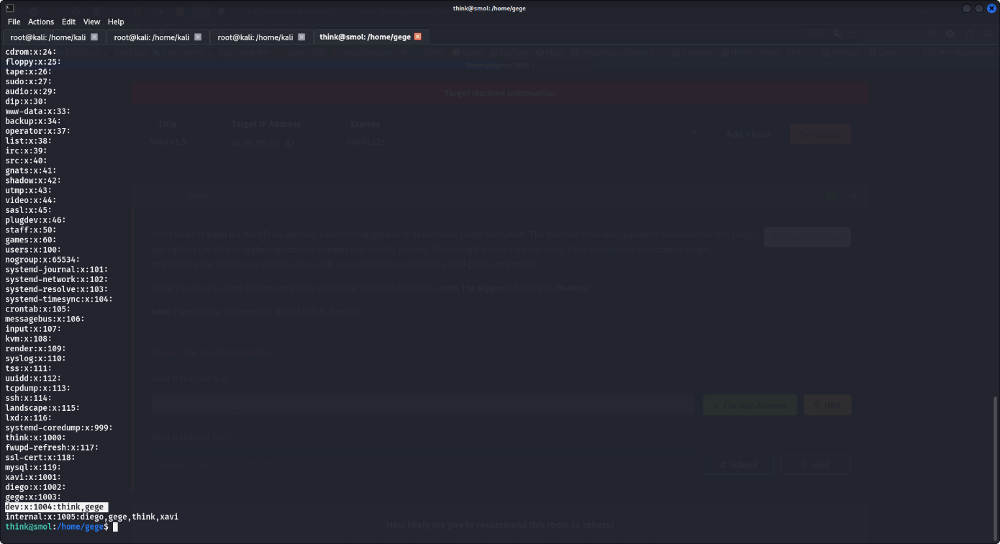 think@smol: /home/gege
File Actions Edit View Help
root@kali: /home/kali root@kali: /home/kali root@kali: /home/kali think@smol: /home/gege
cdrom:x:24:
floppy:x:25:
tape:x:26:
sudo:x:27:
audio:x:29:
dip:x:30:
www-data:x:33:
backup:x:34:
operator:x:37:
list:x:38:
irc:x:39:
src:x:40:
gnats:x:41:
shadow:x:42:
utmp:x:43:
video:x:44:
sasl:x:45:
plugdev:x:46:
staff:x:50:
games:x:60:
users:x:100:
nogroup:x:65534:
systemd-journal:x:101:
systemd-network:x:102:
systemd-resolve:x:103:
systemd-timesync:x:104:
crontab:x:105:
messagebus:x:106:
input:x:107:
kvm:x:108:
render:x:109:
syslog:x:110:
tss:x:111:
uuidd:x:112:
tcpdump:x:113:
ssh:x:114:
landscape:x:115:
lxd:x:116:
systemd-coredump:x:999:
think:x:1000:
fwupd-refresh:x:117:
ssl-cert:x:118:
mysql:x:119:
xavi:x:1001:
diego:x:1002:
gege:x:1003:
dev:x:1004:think,gege
internal:x:1005:diego,gege,think,xavi
think@smol:/home/gege$
Room progress ( 50% )
Target Machine Information
Title Target IP Address Expires
Smol v1.5 10.10.209.85 33min 22s ? Add 1 hour Terminate
Smol
At the heart of Smol is a WordPress website, a common target due to its extensive plugin ecosystem. The machine showcases a publicly known vulnerable plugin,
highlighting the risks of neglecting software updates and security patches. Enhancing the learning experience, Smol introduces a backdoored plugin,
emphasizing the significance of meticulous code inspection before integrating third-party components.
Quick Tips: Do you know that on computers without GPU like the AttackBox, John The Ripper is faster than Hashcat?
Note: Please allow 4 minutes for the VM to fully boot up.
Answer the questions below
What is the user flag?
Correct Answer Hint
What is the root flag?
Submit Hint
How likely are you to recommend this room to others?